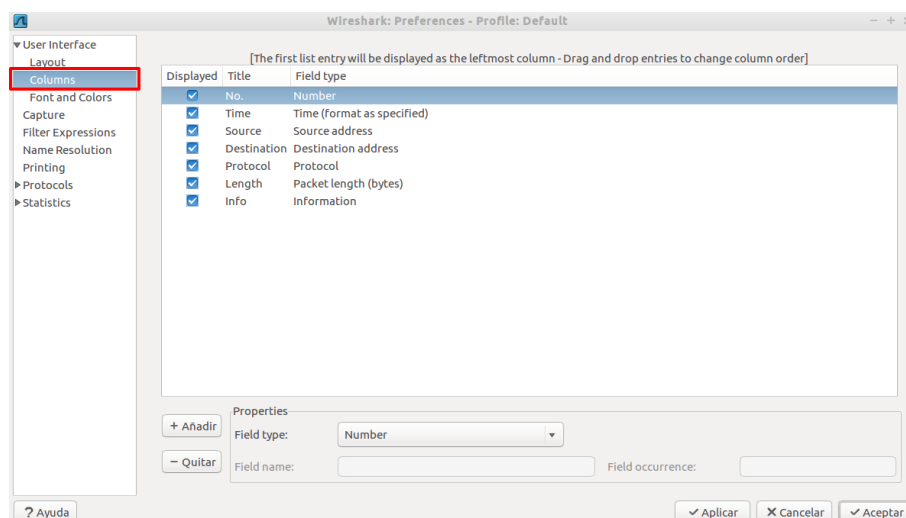 Wireshark: Preferences - Profile: Default
User Interface
Layout
Columns
Font and Colors
Capture
Filter Expressions
Name Resolution
Printing
Protocols
Statistics
[The first list entry will be displayed as the leftmost column - Drag and drop entries to change column order]
Displayed Title Field type
No. Number
Time Time (format as specified)
Source Source address
Destination Destination address
Protocol Protocol
Length Packet length (bytes)
Info Information
+ Añadir
− Quitar
Properties
Field type: Number
Field name: Field occurrence:
? Ayuda
Aplicar
Cancelar
Aceptar